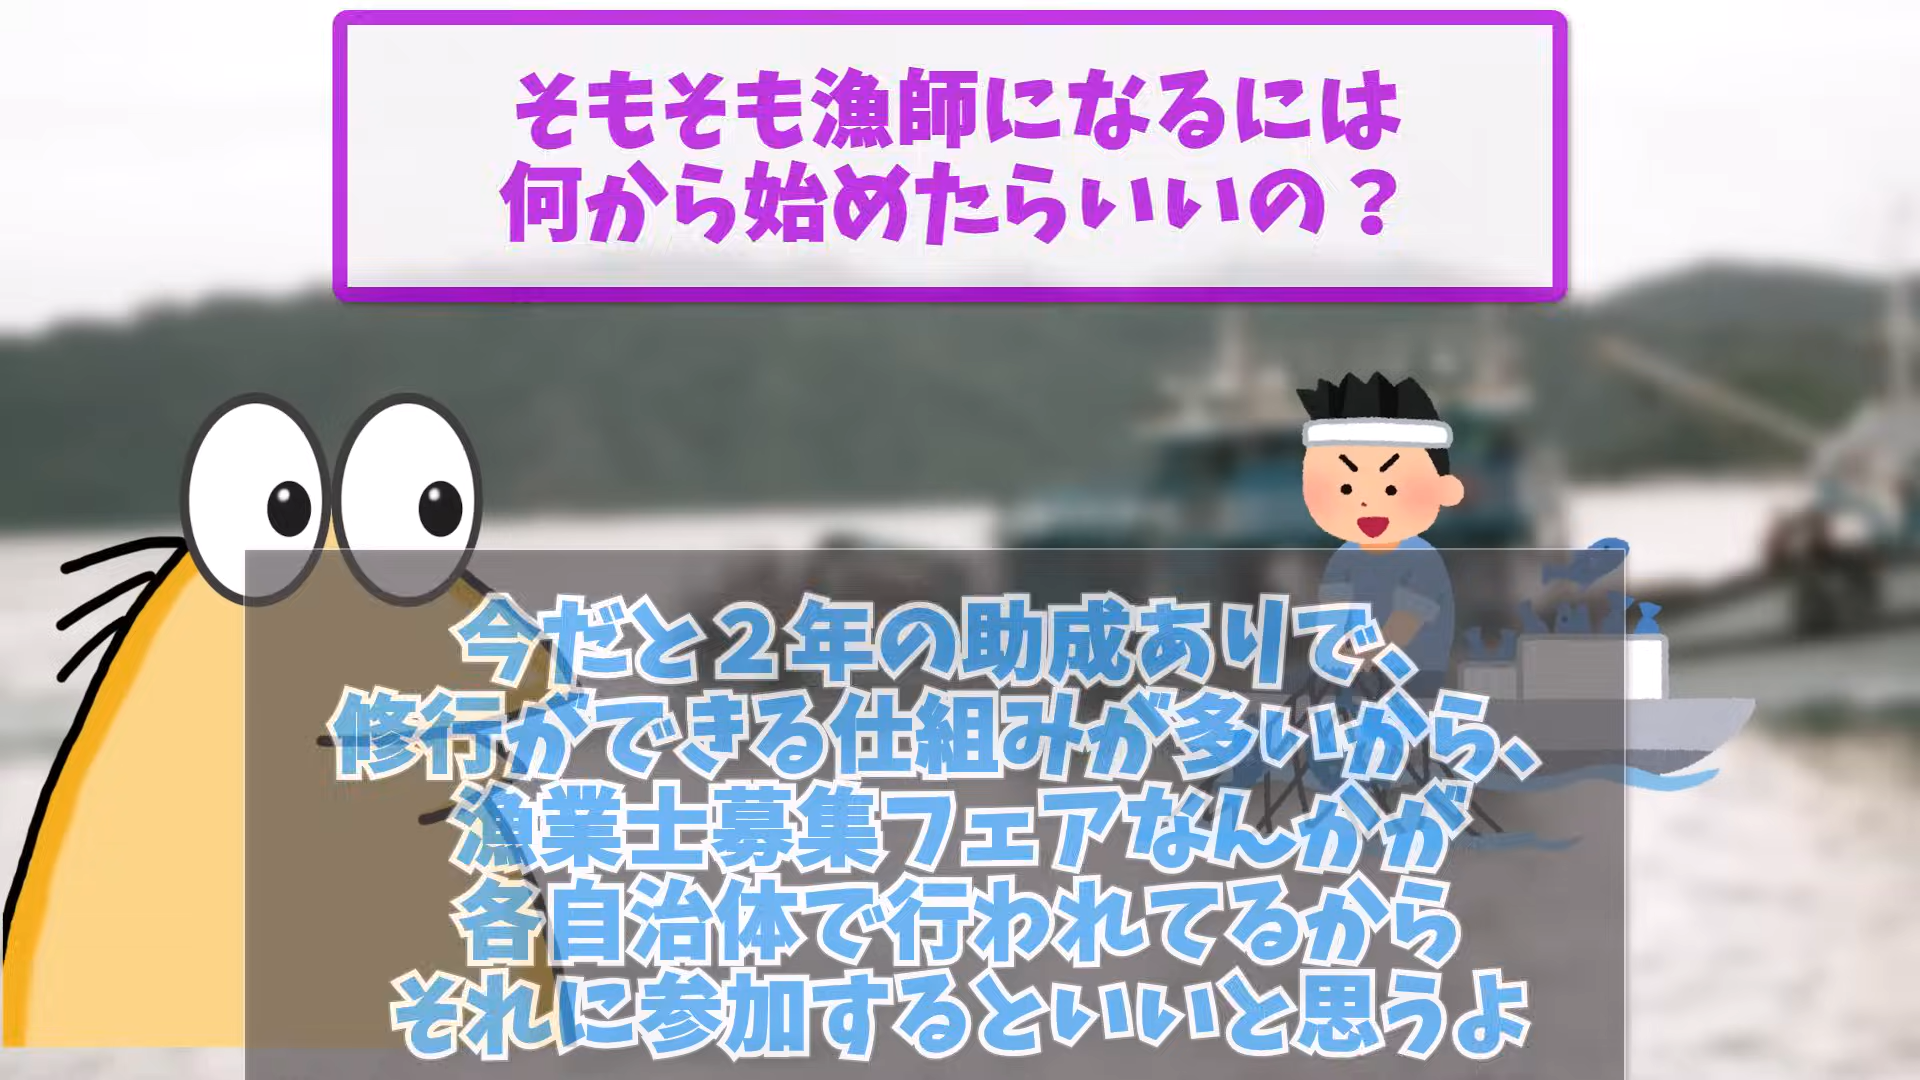 そもそも漁師になるには
何から始めたらいいの？
今だと２年の助成ありで、
修行ができる仕組みが多いから、
漁業士募集フェアなんかが
各自治体で行われてるから
それに参加するといいと思うよ